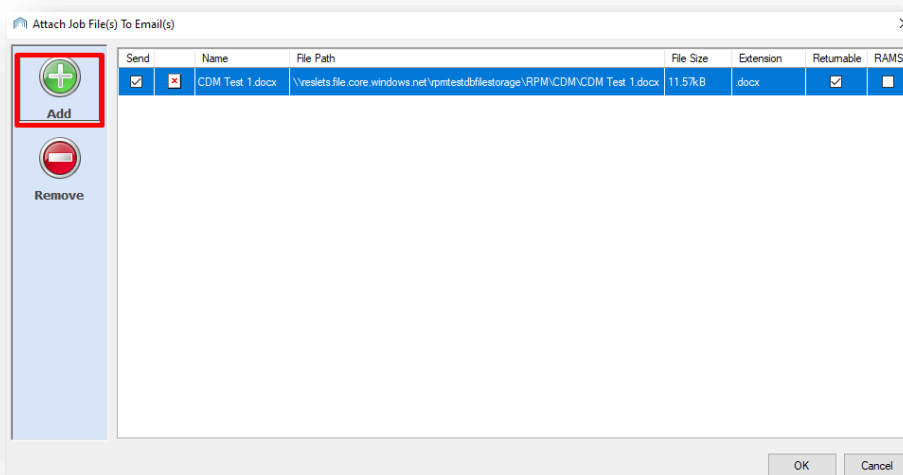 Attach Job File(s) To Email(s)
Add
Remove
Send Name File Path File Size Extension Returnable RAMS
CDM Test 1.docx \\reslets.file.core.windows.net\rpmtestdbfilestorage\RPM\CDM\CDM Test 1.docx 11.57kB .docx
OK Cancel